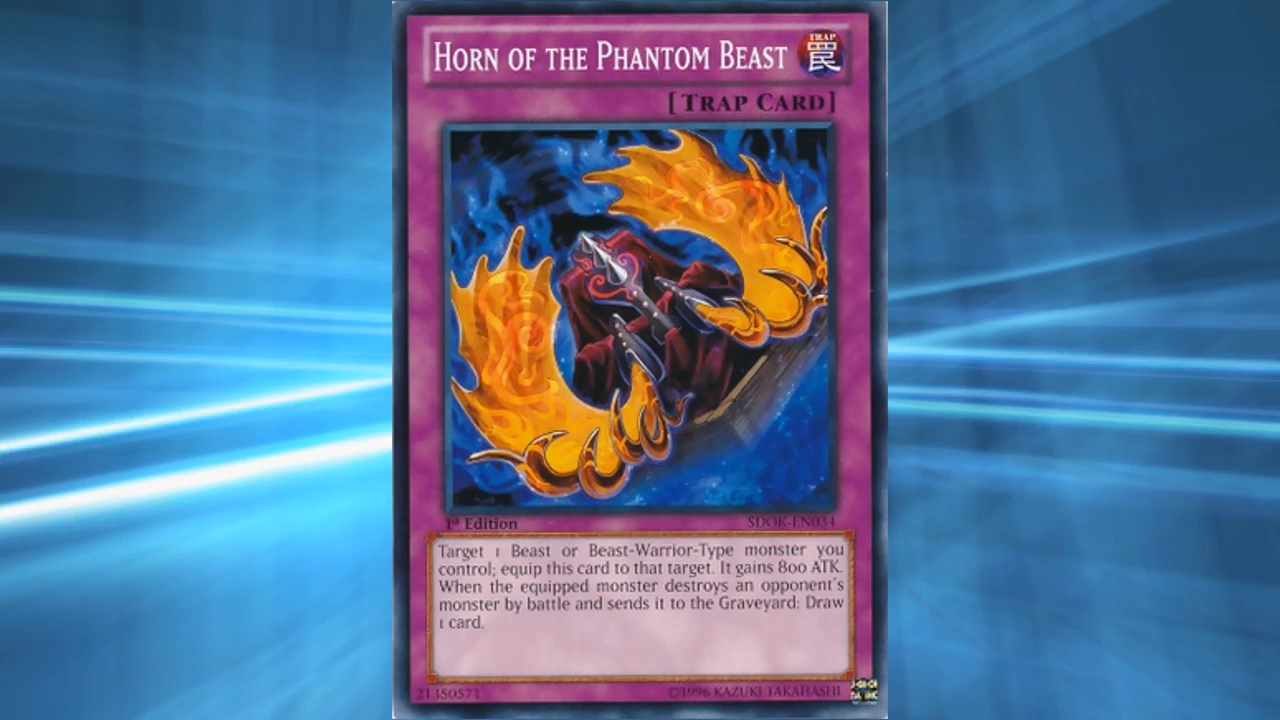 HORN OF THE PHANTOM BEAST
TRAP
罠
[TRAP CARD]
1st Edition
SDOK-EN034
Target 1 Beast or Beast-Warrior-Type monster you
control; equip this card to that target. It gains 800 ATK.
When the equipped monster destroys an opponent's
monster by battle and sends it to the Graveyard: Draw
1 card.
21350571
©1996 KAZUKI TAKAHASHI